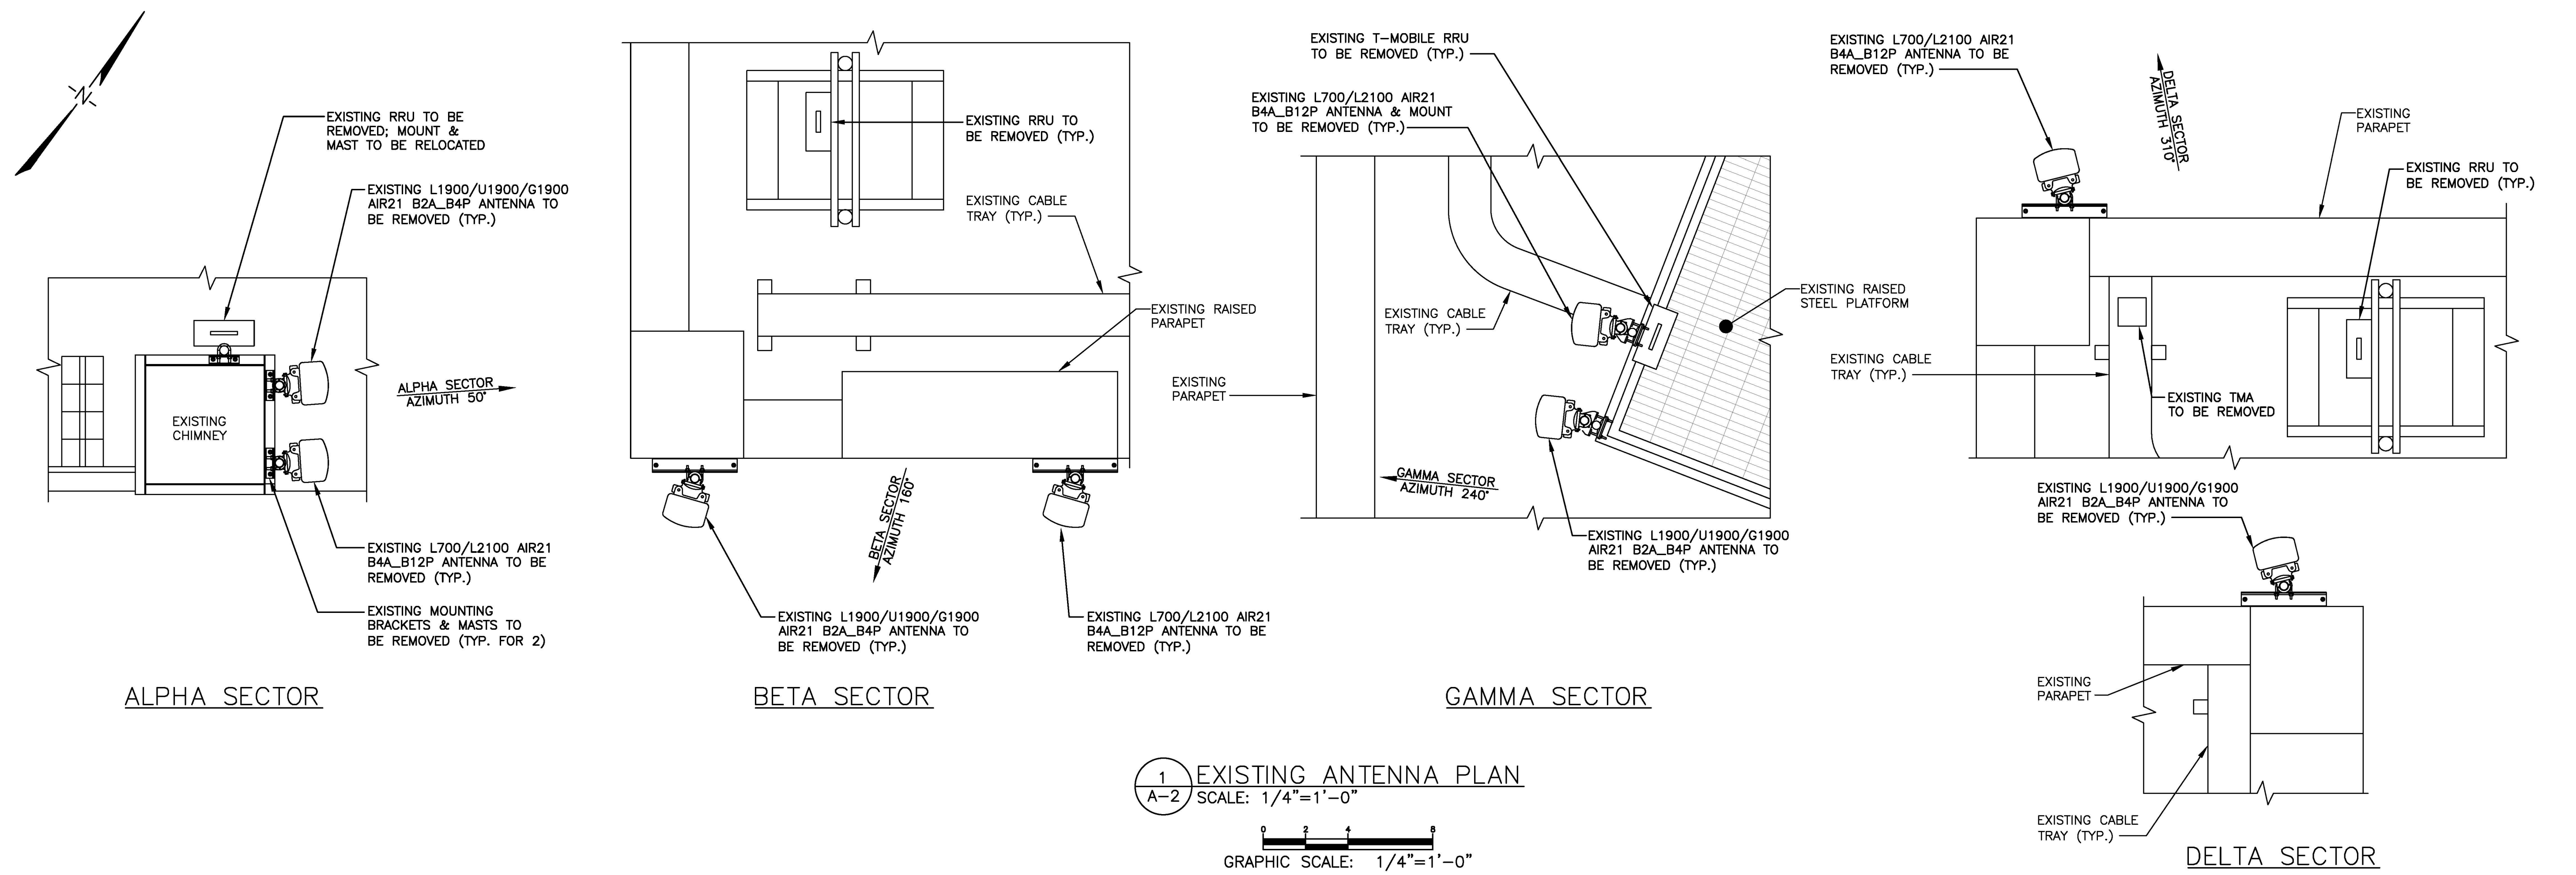 N
EXISTING RRU TO BE
REMOVED; MOUNT &
MAST TO BE RELOCATED
EXISTING L1900/U1900/G1900
AIR21 B2A_B4P ANTENNA TO
BE REMOVED (TYP.)
ALPHA SECTOR
AZIMUTH 50°
EXISTING
CHIMNEY
EXISTING L700/L2100 AIR21
B4A_B12P ANTENNA TO BE
REMOVED (TYP.)
EXISTING MOUNTING
BRACKETS & MASTS TO
BE REMOVED (TYP. FOR 2)
ALPHA SECTOR
EXISTING RRU TO
BE REMOVED (TYP.)
EXISTING CABLE
TRAY (TYP.)
EXISTING RAISED
PARAPET
BETA SECTOR
AZIMUTH 160°
EXISTING L1900/U1900/G1900
AIR21 B2A_B4P ANTENNA TO
BE REMOVED (TYP.)
EXISTING L700/L2100 AIR21
B4A_B12P ANTENNA TO BE
REMOVED (TYP.)
BETA SECTOR
EXISTING T-MOBILE RRU
TO BE REMOVED (TYP.)
EXISTING L700/L2100 AIR21
B4A_B12P ANTENNA & MOUNT
TO BE REMOVED (TYP.)
EXISTING CABLE
TRAY (TYP.)
EXISTING RAISED
STEEL PLATFORM
EXISTING
PARAPET
GAMMA SECTOR
AZIMUTH 240°
EXISTING L1900/U1900/G1900
AIR21 B2A_B4P ANTENNA TO
BE REMOVED (TYP.)
GAMMA SECTOR
EXISTING L700/L2100 AIR21
B4A_B12P ANTENNA TO BE
REMOVED (TYP.)
DELTA SECTOR
AZIMUTH 310°
EXISTING
PARAPET
EXISTING RRU TO
BE REMOVED (TYP.)
EXISTING CABLE
TRAY (TYP.)
EXISTING TMA
TO BE REMOVED
EXISTING L1900/U1900/G1900
AIR21 B2A_B4P ANTENNA TO
BE REMOVED (TYP.)
EXISTING
PARAPET
EXISTING CABLE
TRAY (TYP.)
DELTA SECTOR
1
A-2
EXISTING ANTENNA PLAN
SCALE: 1/4"=1'-0"
0 2 4 8
GRAPHIC SCALE: 1/4"=1'-0"